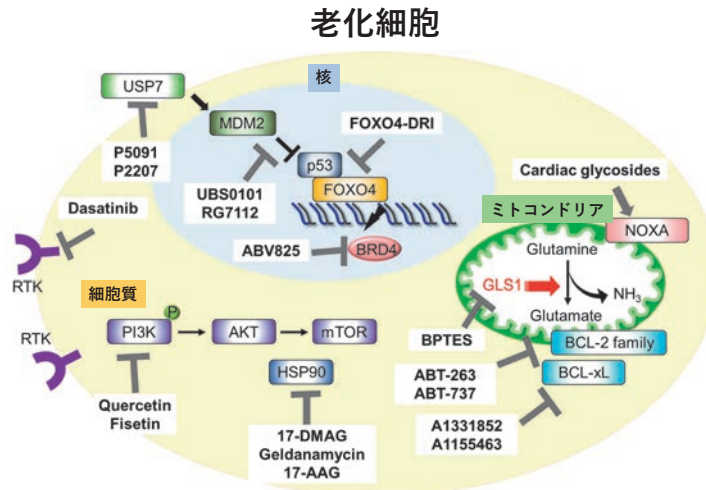 老化細胞
核
USP7
MDM2
P5091
P2207
p53
FOXO4-DRI
UBS0101
RG7112
FOXO4
Cardiac glycosides
Dasatinib
ABV825
BRD4
ミトコンドリア
NOXA
RTK
Glutamine
GLS1
NH3
Glutamate
細胞質
P
PI3K
AKT
mTOR
RTK
BPTES
BCL-2 family
HSP90
ABT-263
ABT-737
BCL-xL
Quercetin
Fisetin
A1331852
A1155463
17-DMAG
Geldanamycin
17-AAG